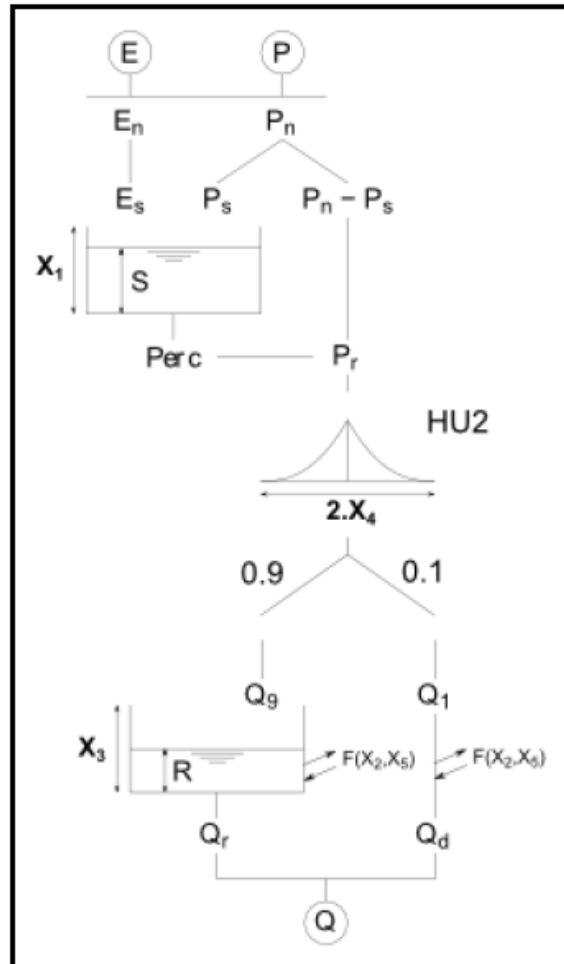 E P
Eₙ Pₙ
Eₛ Pₛ Pₙ – Pₛ
X₁ S
Perc Pᵣ
HU2
2.X₄
0.9 0.1
Q₉ Q₁
X₃ R F(X₂,X₅) F(X₂,X₅)
Qᵣ Q_d
Q